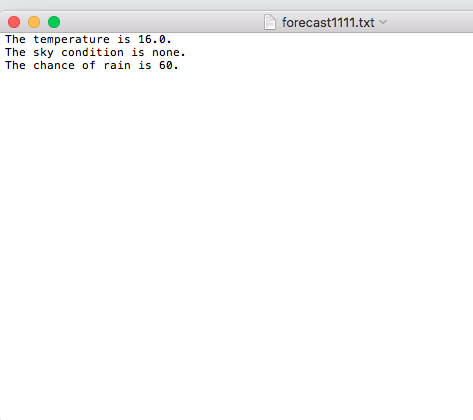 forecast1111.txt
The temperature is 16.0.
The sky condition is none.
The chance of rain is 60.